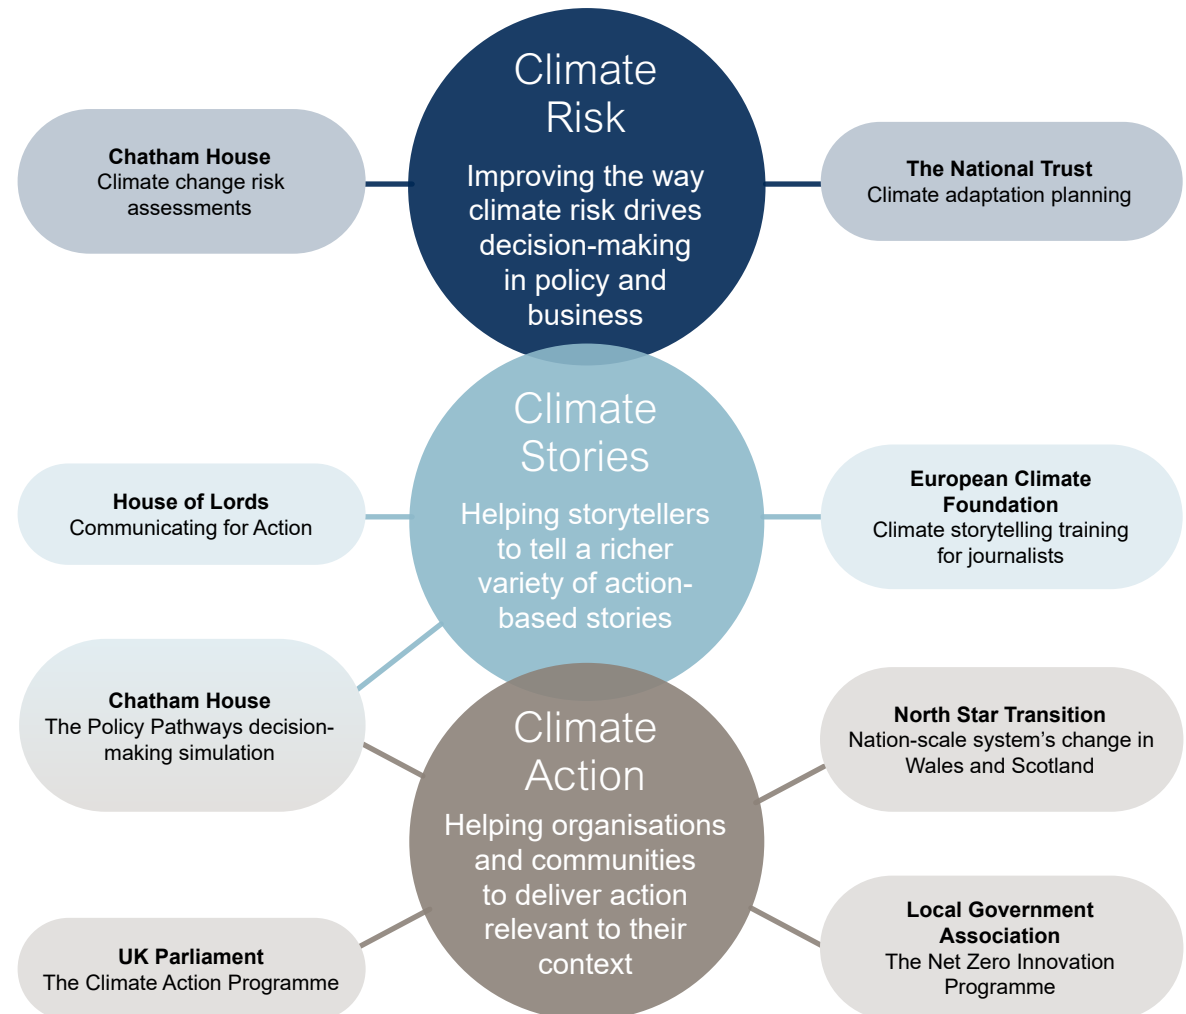 Climate
Risk
Improving the way
climate risk drives
decision-making
in policy and
business
Chatham House
Climate change risk
assessments
The National Trust
Climate adaptation planning
Climate
Stories
Helping storytellers
to tell a richer
variety of action-
based stories
House of Lords
Communicating for Action
European Climate
Foundation
Climate storytelling training
for journalists
Chatham House
The Policy Pathways decision-
making simulation
Climate
Action
Helping organisations
and communities
to deliver action
relevant to their
context
North Star Transition
Nation-scale system’s change in
Wales and Scotland
UK Parliament
The Climate Action Programme
Local Government
Association
The Net Zero Innovation
Programme